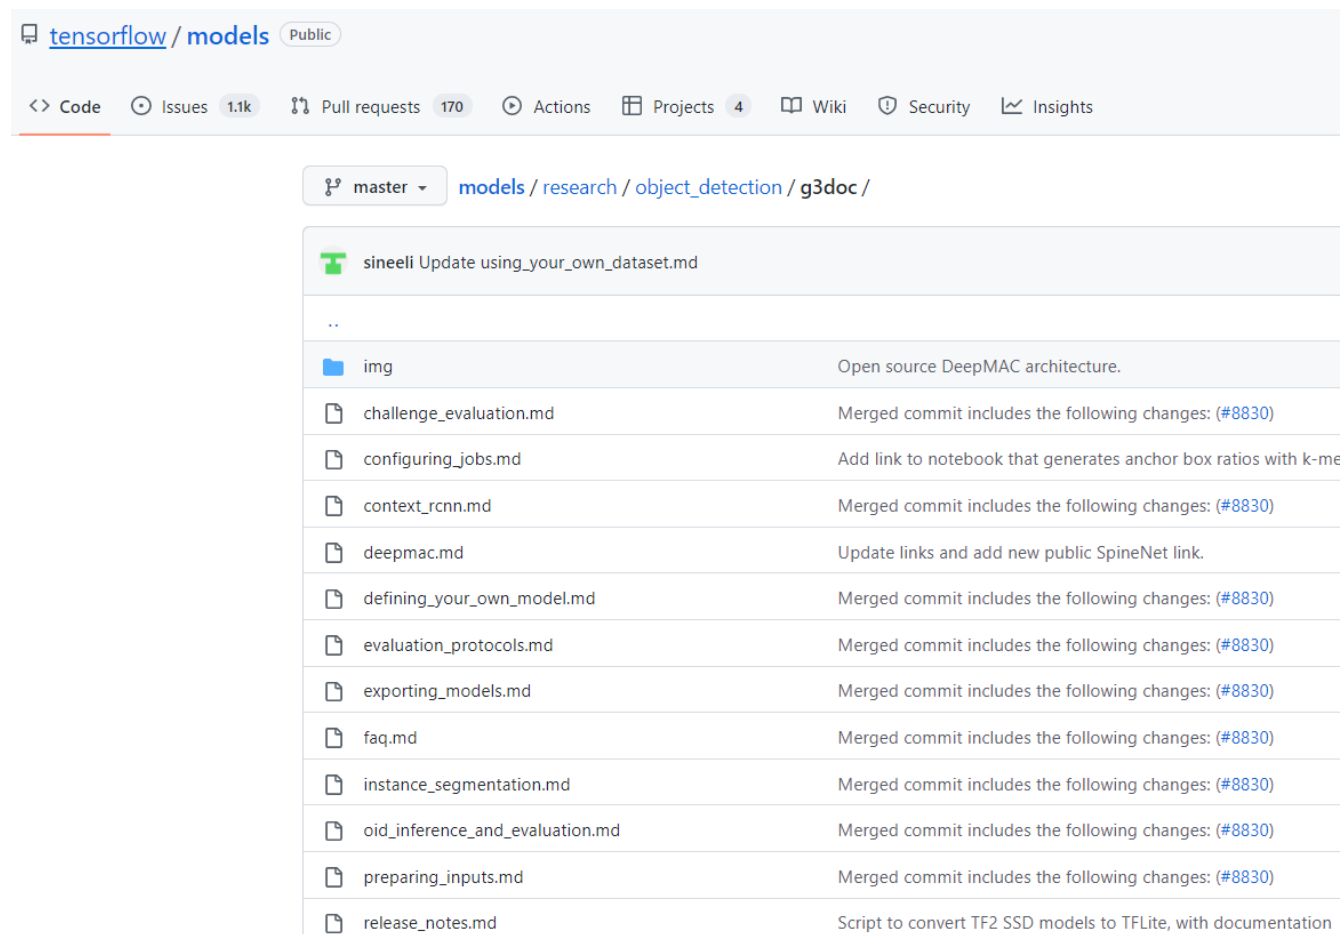 tensorflow / models Public
Code Issues 1.1k Pull requests 170 Actions Projects 4 Wiki Security Insights
master models / research / object_detection / g3doc /
sineeli Update using_your_own_dataset.md
..
img Open source DeepMAC architecture.
challenge_evaluation.md Merged commit includes the following changes: (#8830)
configuring_jobs.md Add link to notebook that generates anchor box ratios with k-me
context_rcnn.md Merged commit includes the following changes: (#8830)
deepmac.md Update links and add new public SpineNet link.
defining_your_own_model.md Merged commit includes the following changes: (#8830)
evaluation_protocols.md Merged commit includes the following changes: (#8830)
exporting_models.md Merged commit includes the following changes: (#8830)
faq.md Merged commit includes the following changes: (#8830)
instance_segmentation.md Merged commit includes the following changes: (#8830)
oid_inference_and_evaluation.md Merged commit includes the following changes: (#8830)
preparing_inputs.md Merged commit includes the following changes: (#8830)
release_notes.md Script to convert TF2 SSD models to TFLite, with documentation